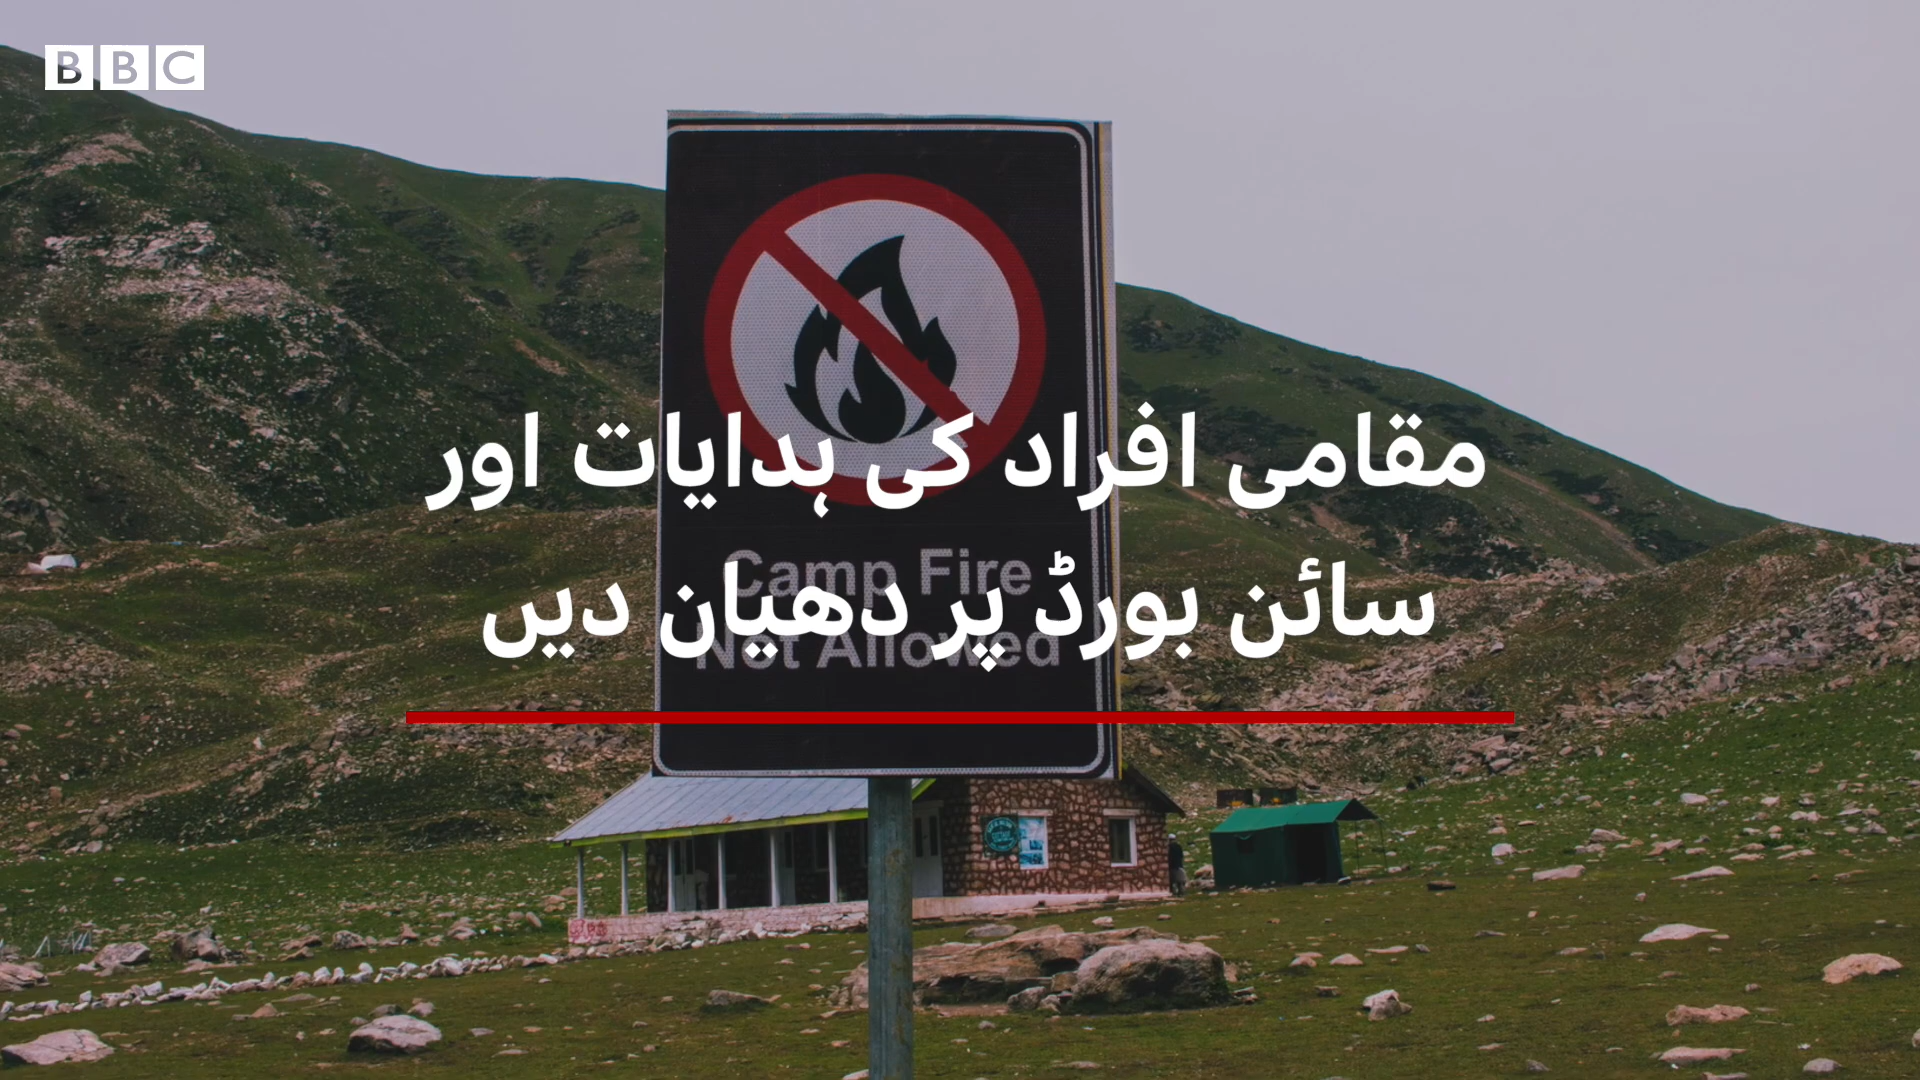 BBC
مقامی افراد کی ہدایات اور
سائن بورڈ پر دھیان دیں
Camp Fire
Not Allowed